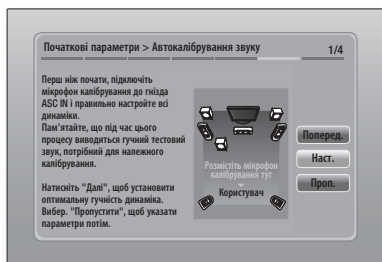 Початкові параметри > Автокалібрування звуку
1/4
Перш ніж почати, підключіть
мікрофон калібрування до гнізда
ASC IN і правильно настройте всі
динаміки.
Пам'ятайте, що під час цього
процесу виводиться гучний тестовий
звук, потрібний для належного
калібрування.
Натисніть "Далі", щоб установити
оптимальну гучність динаміка.
Вибер. "Пропустити", щоб указати
параметри потім.
Розмістіть мікрофон
калібрування тут
Користувач
Поперед.
Наст.
Проп.